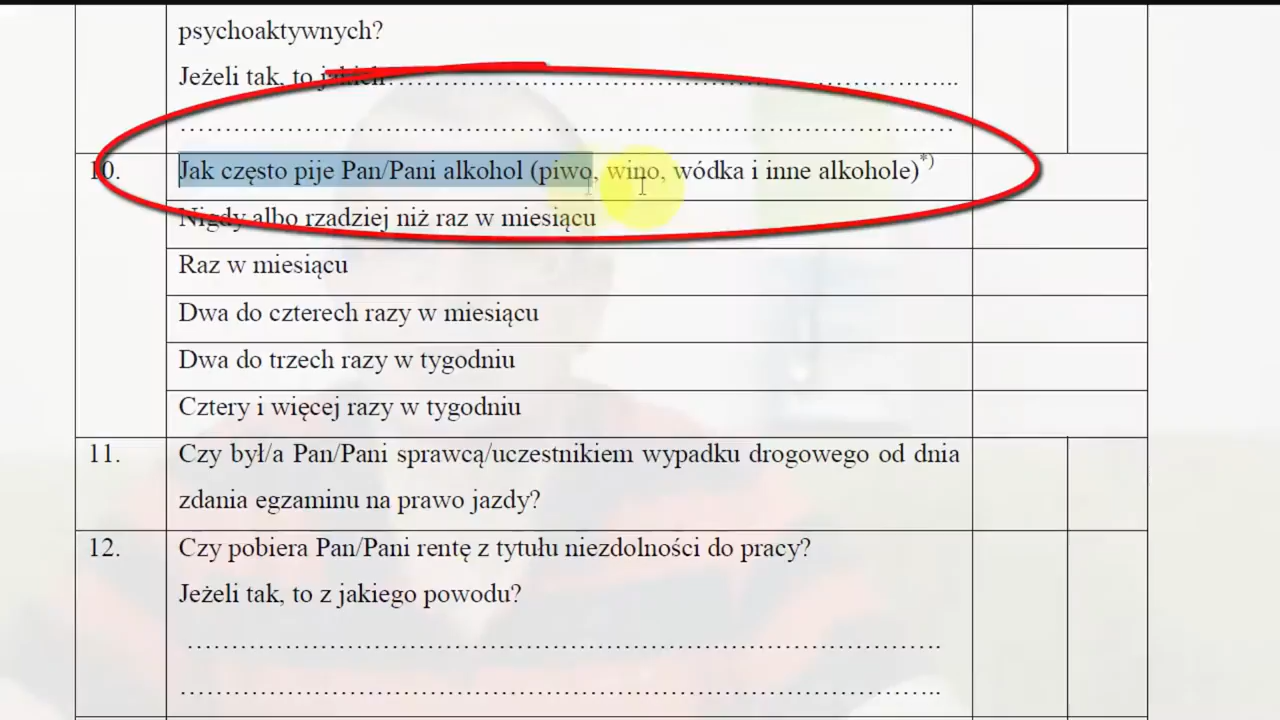 psychoaktywnych?
Jeżeli tak, to jakich: ……………………………………………………..
……………………………………………………………………………
10. Jak często pije Pan/Pani alkohol (piwo, wino, wódka i inne alkohole)*)
Nigdy albo rzadziej niż raz w miesiącu
Raz w miesiącu
Dwa do czterech razy w miesiącu
Dwa do trzech razy w tygodniu
Cztery i więcej razy w tygodniu
11. Czy był/a Pan/Pani sprawcą/uczestnikiem wypadku drogowego od dnia
zdania egzaminu na prawo jazdy?
12. Czy pobiera Pan/Pani rentę z tytułu niezdolności do pracy?
Jeżeli tak, to z jakiego powodu?
………………………………………………………………………….
…………………………………………………………………………..